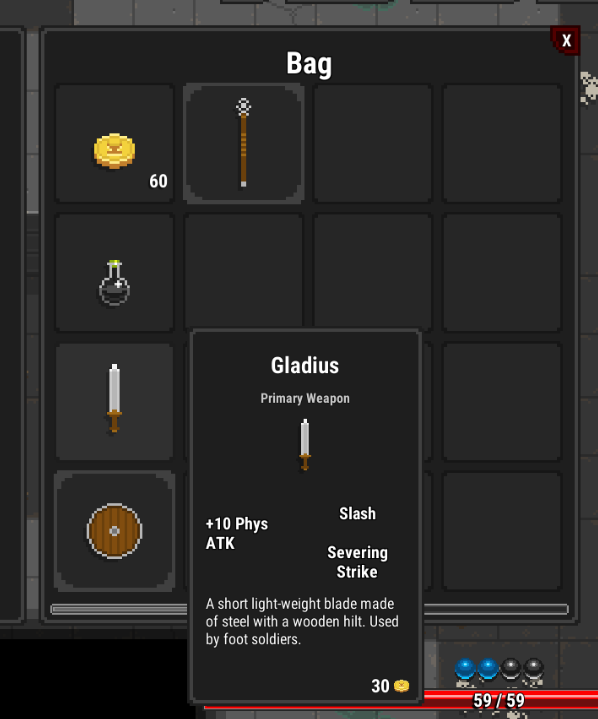 X
Bag
60
Gladius
Primary Weapon
+10 Phys
ATK
Slash
Severing
Strike
A short light-weight blade made
of steel with a wooden hilt. Used
by foot soldiers.
30
59 / 59